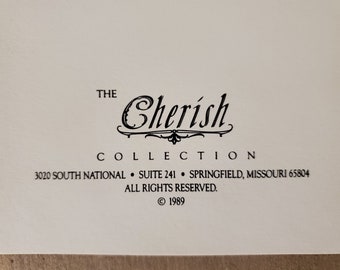 THE
Cherish
COLLECTION
3020 SOUTH NATIONAL • SUITE 241 • SPRINGFIELD, MISSOURI 65804
ALL RIGHTS RESERVED.
© 1989